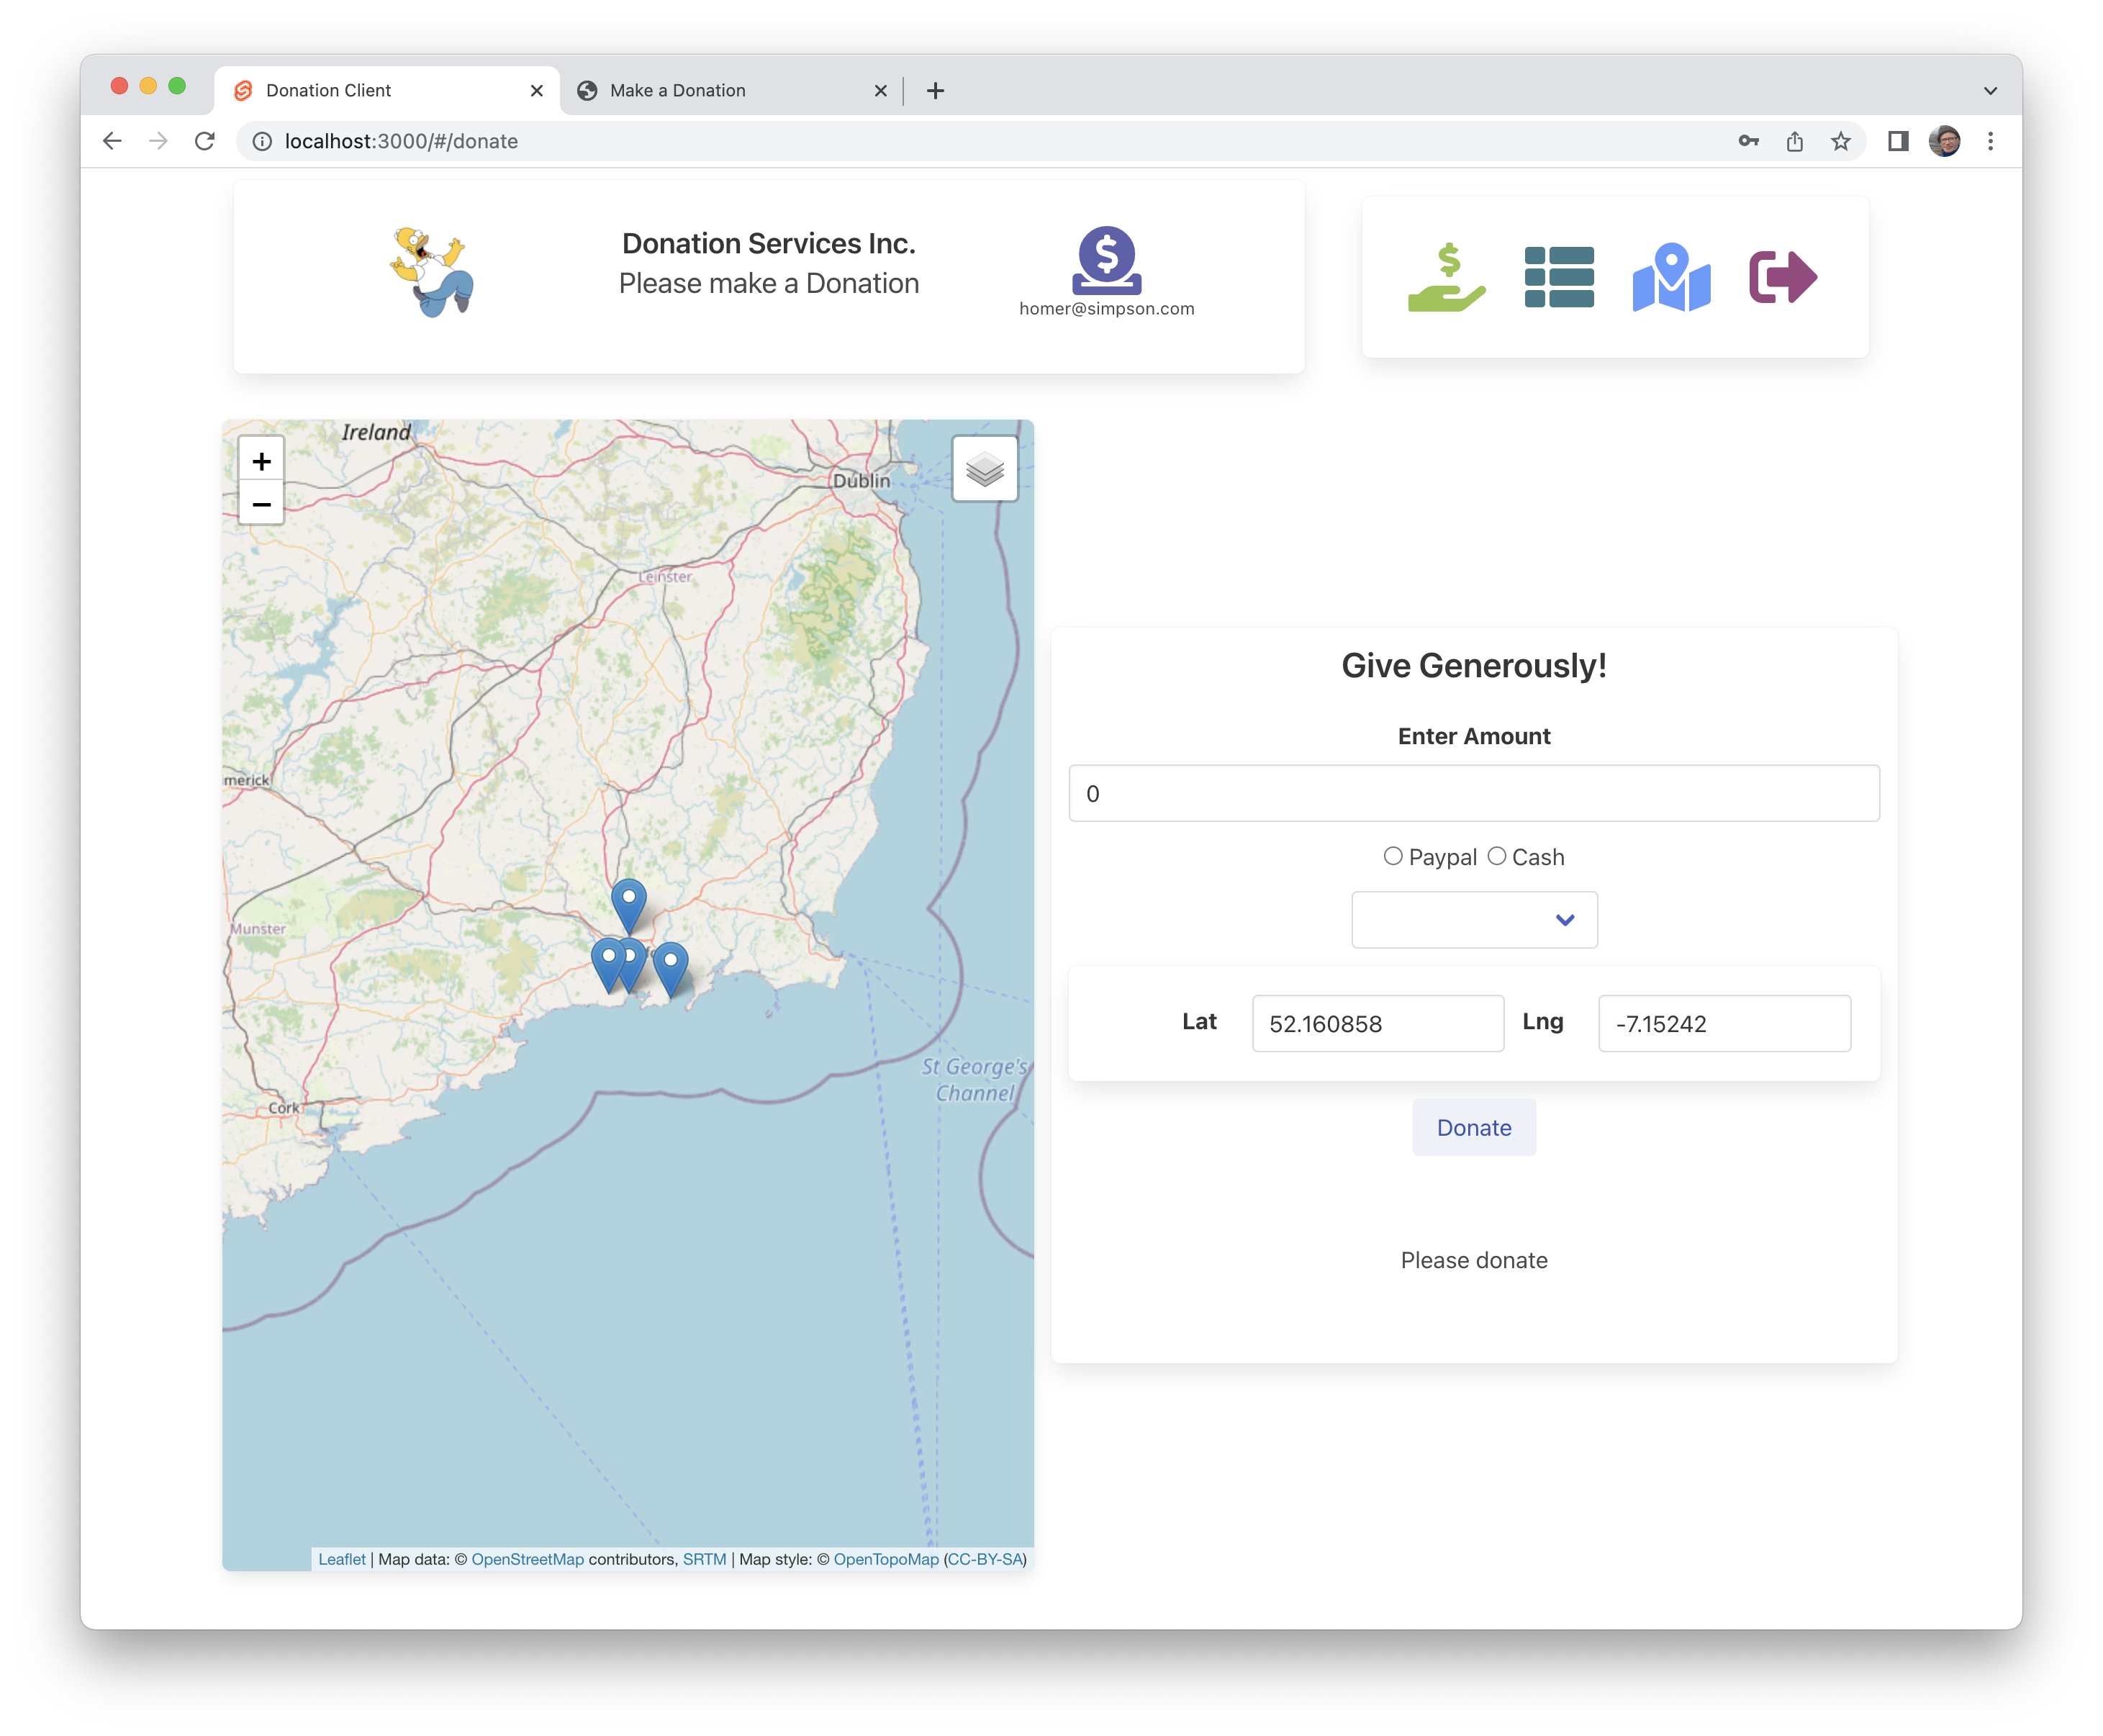 Donation Client
Make a Donation
localhost:3000/#/donate
Donation Services Inc.
Please make a Donation
homer@simpson.com
Ireland
Dublin
Leinster
merick
Munster
Cork
St George's
Channel
Leaflet | Map data: © OpenStreetMap contributors, SRTM | Map style: © OpenTopoMap (CC-BY-SA)
Give Generously!
Enter Amount
0
Paypal Cash
Lat 52.160858 Lng -7.15242
Donate
Please donate